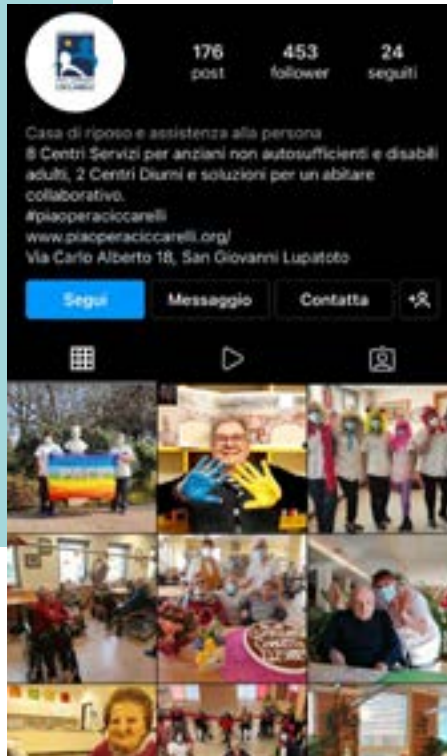 176
453
24
post
follower
seguiti
Casa di riposo e assistenza alla persona
8 Centri Servizi per anziani non autosufficienti e disabili
adulti, 2 Centri Diurni e soluzioni per un abitare
collaborativo.
#piaoperaciccarelli
www.piaoperaciccarelli.org/
Via Carlo Alberto 18, San Giovanni Lupatoto
Segui
Messaggio
Contatta